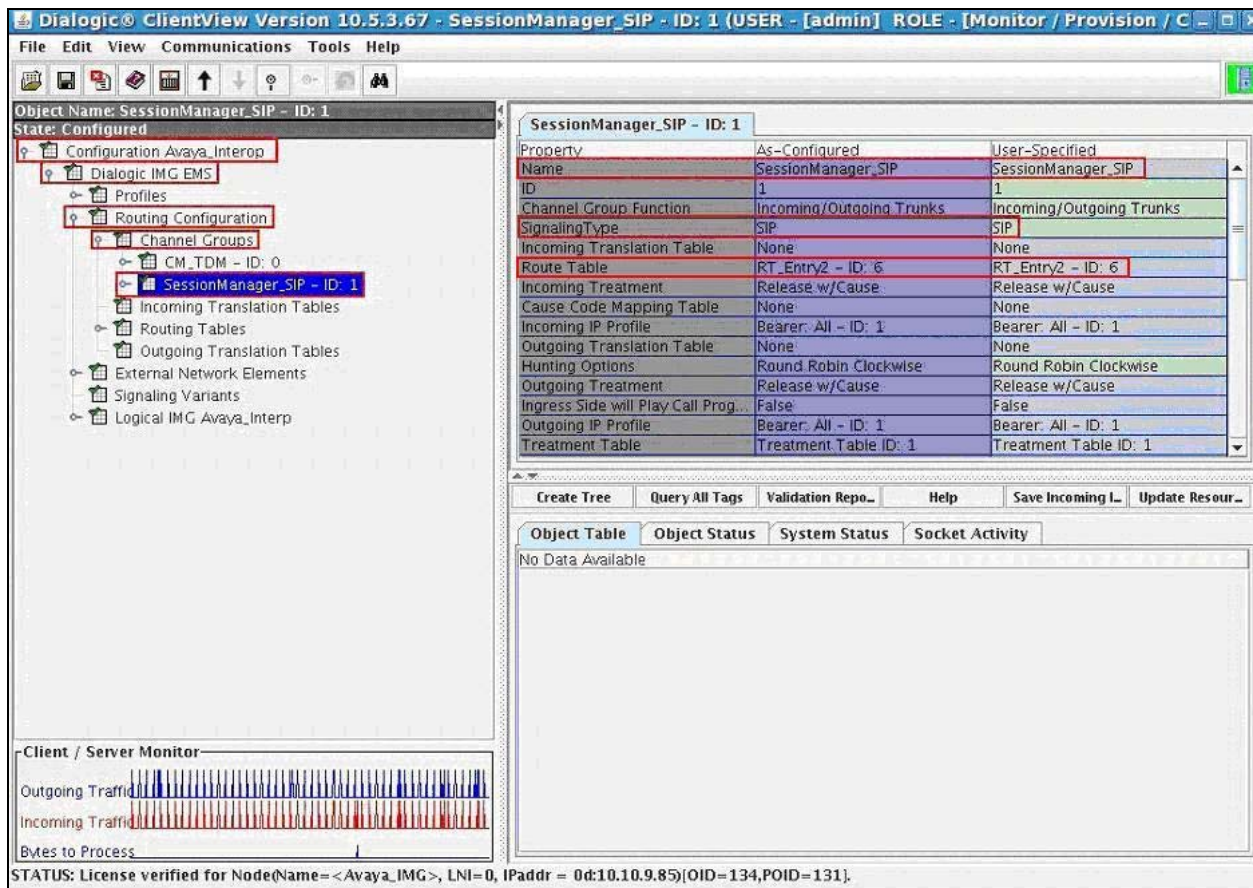 Dialogic® ClientView Version 10.5.3.67 - SessionManager_SIP - ID: 1 (USER - [admin] ROLE - [Monitor / Provision / C
File Edit View Communications Tools Help
Object Name: SessionManager_SIP - ID: 1
State: Configured
Configuration Avaya_Interop
Dialogic IMG EMS
Profiles
Routing Configuration
Channel Groups
CM_TDM - ID: 0
SessionManager_SIP - ID: 1
Incoming Translation Tables
Routing Tables
Outgoing Translation Tables
External Network Elements
Signaling Variants
Logical IMG Avaya_Interp
SessionManager_SIP - ID: 1
Property As-Configured User-Specified
Name SessionManager_SIP SessionManager_SIP
ID 1 1
Channel Group Function Incoming/Outgoing Trunks Incoming/Outgoing Trunks
SignalingType SIP SIP
Incoming Translation Table None None
Route Table RT_Entry2 - ID: 6 RT_Entry2 - ID: 6
Incoming Treatment Release w/Cause Release w/Cause
Cause Code Mapping Table None None
Incoming IP Profile Bearer: All - ID: 1 Bearer: All - ID: 1
Outgoing Translation Table None None
Hunting Options Round Robin Clockwise Round Robin Clockwise
Outgoing Treatment Release w/Cause Release w/Cause
Ingress Side will Play Call Prog... False False
Outgoing IP Profile Bearer: All - ID: 1 Bearer: All - ID: 1
Treatment Table Treatment Table ID: 1 Treatment Table ID: 1
Create Tree Query All Tags Validation Repo... Help Save Incoming I... Update Resour...
Object Table Object Status System Status Socket Activity
No Data Available
Client / Server Monitor
Outgoing Traffic
Incoming Traffic
Bytes to Process
STATUS: License verified for Node(Name=<Avaya_IMG>, LNI=0, IPaddr = 0d:10.10.9.85)[OID=134,POID=131].